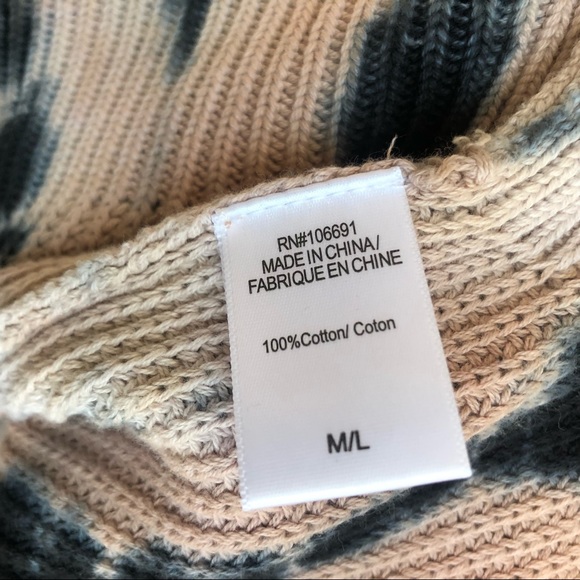 RN#106691
MADE IN CHINA/
FABRIQUE EN CHINE
100%Cotton/ Coton
M/L